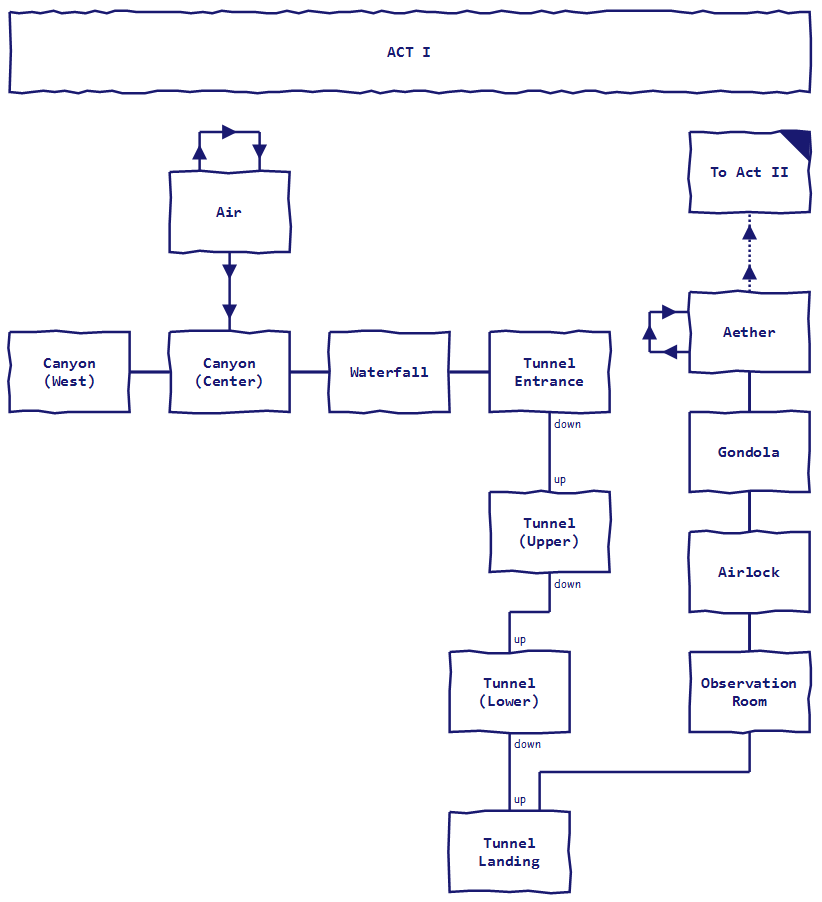 ACT I
To Act II
Air
Aether
Canyon
(West)
Canyon
(Center)
Waterfall
Tunnel
Entrance
down
Gondola
up
Tunnel
(Upper)
down
Airlock
up
Tunnel
(Lower)
Observation
Room
down
up
Tunnel
Landing